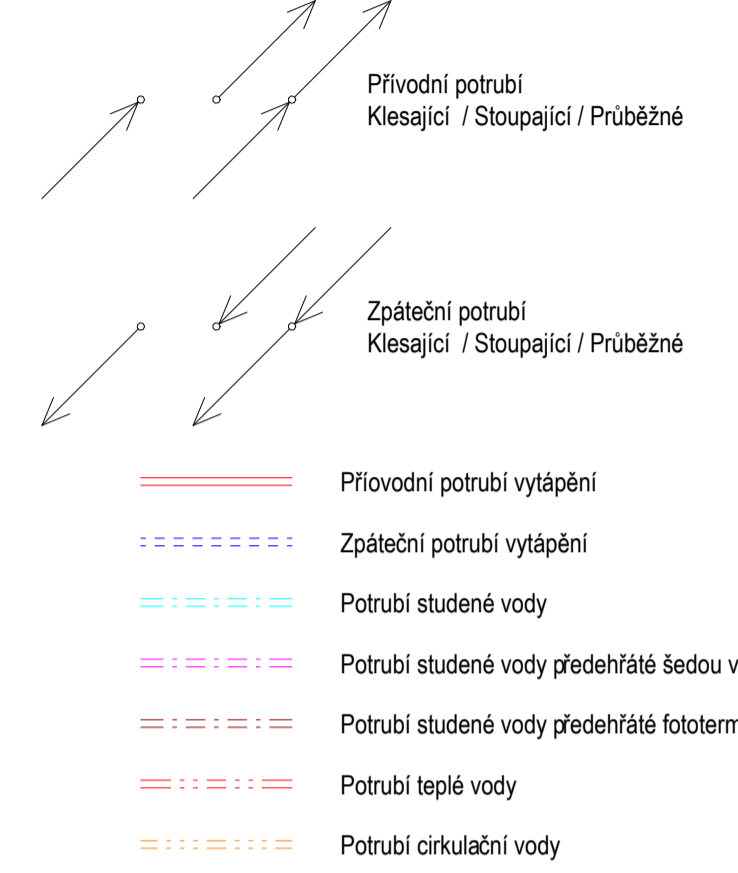 Přívodní potrubí
Klesající / Stoupající / Průběžné
Zpáteční potrubí
Klesající / Stoupající / Průběžné
Příovodní potrubí vytápění
Zpáteční potrubí vytápění
Potrubí studené vody
Potrubí studené vody předehřáté šedou
Potrubí studené vody předehřáté
Potrubí teplé vody
Potrubí cirkulační vody